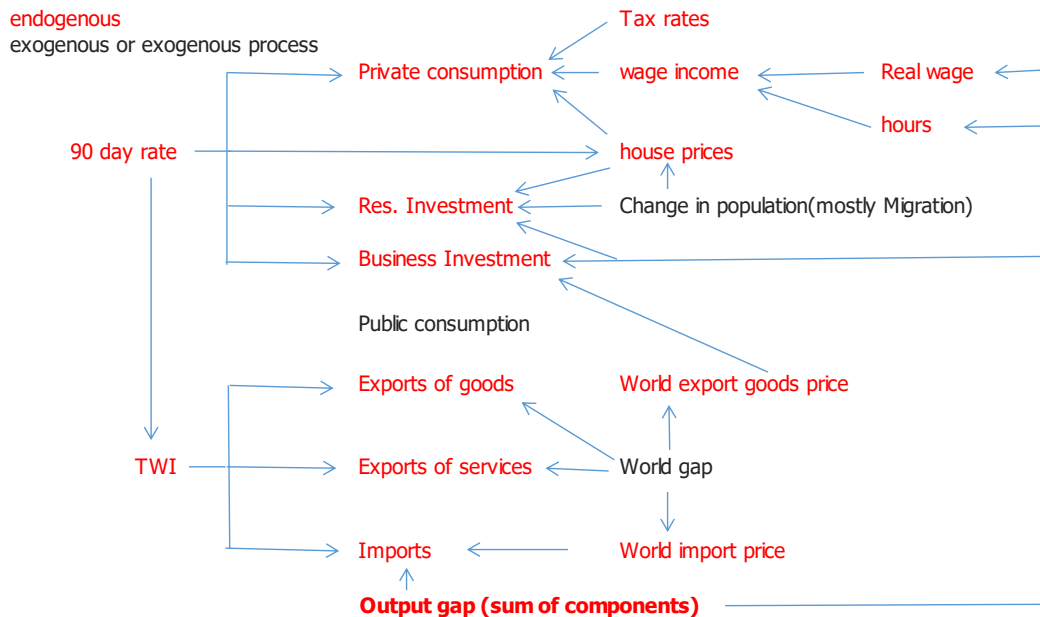 endogenous
exogenous or exogenous process
Tax rates
Private consumption
wage income
Real wage
hours
90 day rate
house prices
Res. Investment
Change in population(mostly Migration)
Business Investment
Public consumption
Exports of goods
World export goods price
TWI
Exports of services
World gap
Imports
World import price
Output gap (sum of components)